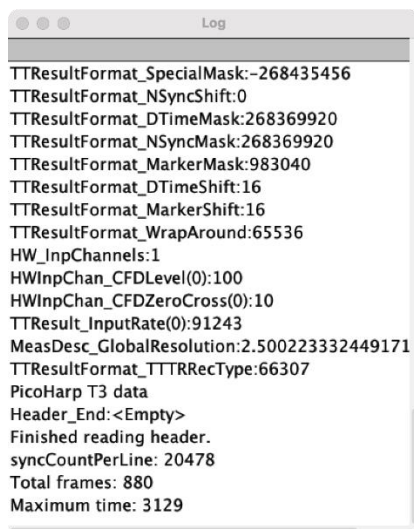 Log
TTResultFormat_SpecialMask:-268435456
TTResultFormat_NSyncShift:0
TTResultFormat_DTimeMask:268369920
TTResultFormat_NSyncMask:268369920
TTResultFormat_MarkerMask:983040
TTResultFormat_DTimeShift:16
TTResultFormat_MarkerShift:16
TTResultFormat_WrapAround:65536
HW_InpChannels:1
HWInpChan_CFDLevel(0):100
HWInpChan_CFDZeroCross(0):10
TTResult_InputRate(0):91243
MeasDesc_GlobalResolution:2.500223332449171
TTResultFormat_TTTRRecType:66307
PicoHarp T3 data
Header_End:<Empty>
Finished reading header.
syncCountPerLine: 20478
Total frames: 880
Maximum time: 3129